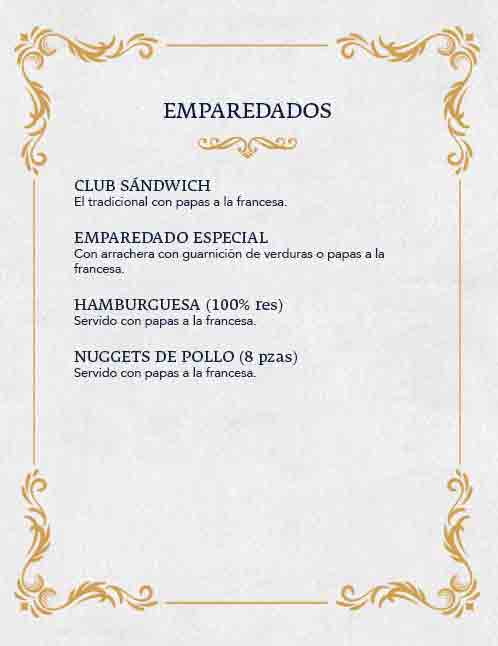 EMPAREDADOS
CLUB SÁNDWICH
El tradicional con papas a la francesa.
EMPAREDADO ESPECIAL
Con arrachera con guarnición de verduras o papas a la
francesa.
HAMBURGUESA (100% res)
Servido con papas a la francesa.
NUGGETS DE POLLO (8 pzas)
Servido con papas a la francesa.